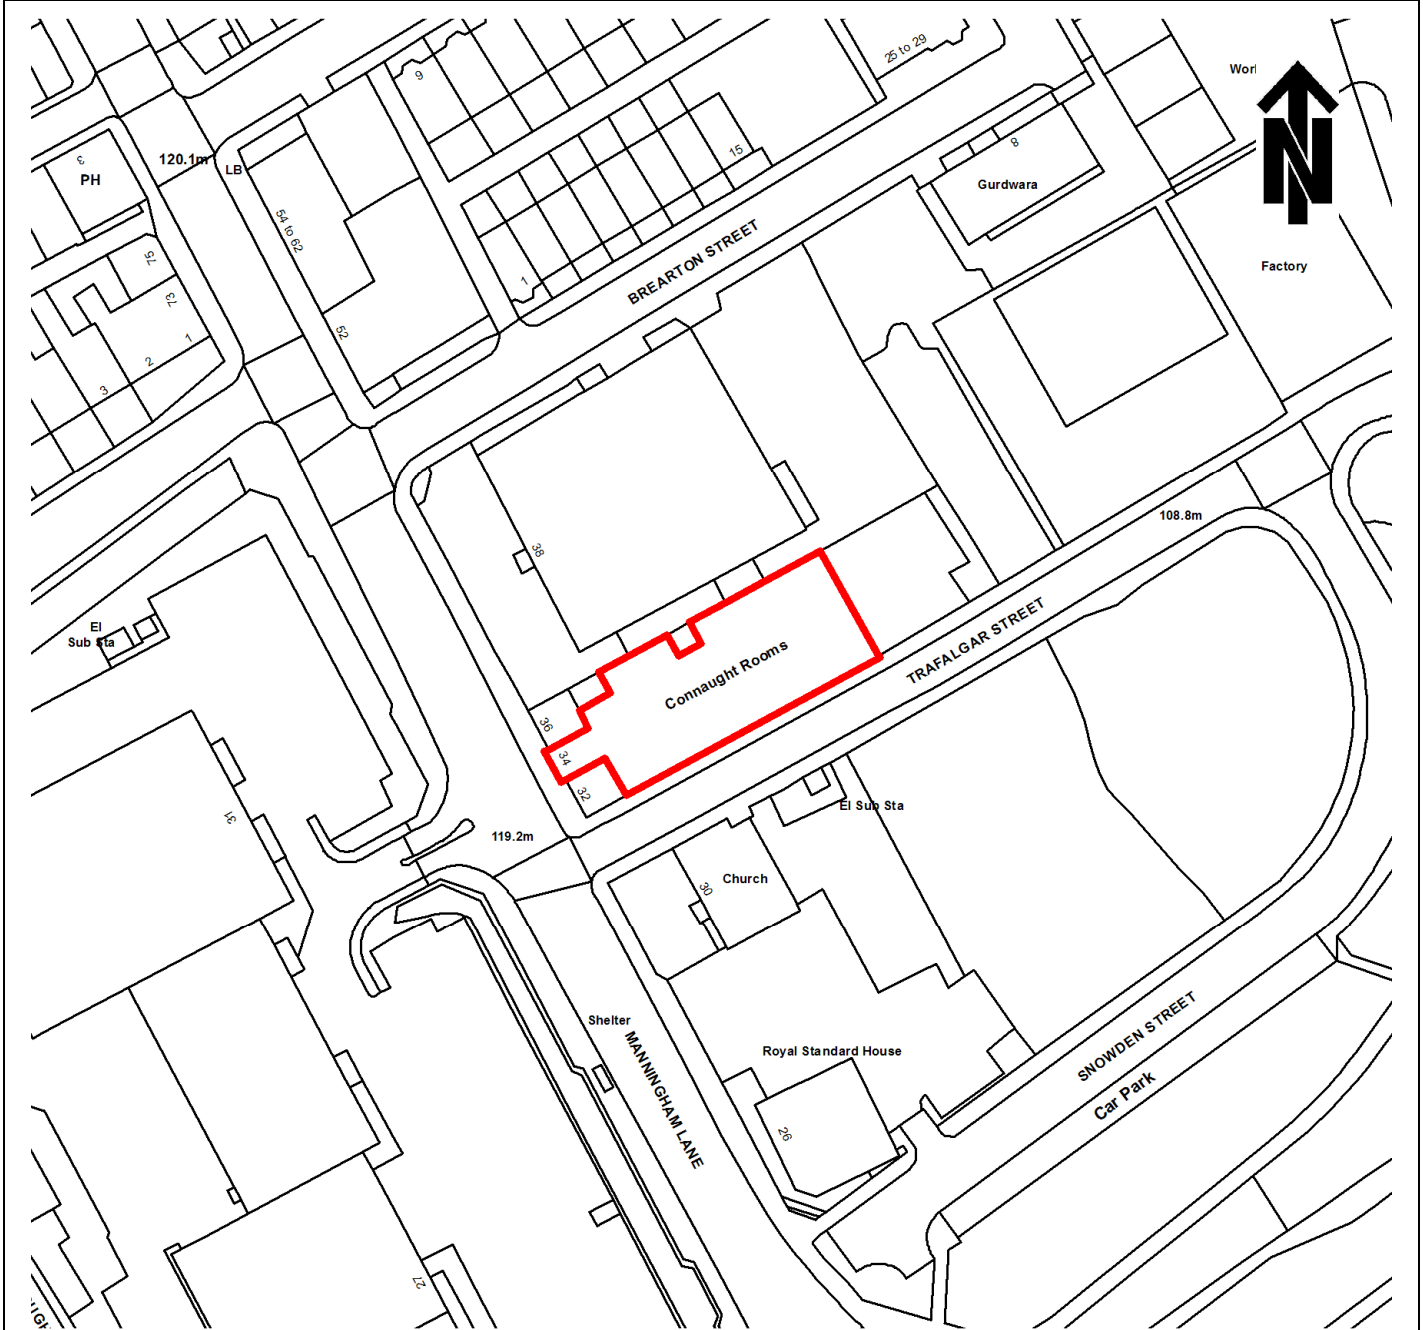 25 to 29
9
Wor
N
3
PH
120.1m
LB
15
8
Gurdwara
54 to 62
75
BREARTON STREET
Factory
73
1
1
52
2
3
108.8m
38
El
Sub Sta
TRAFALGAR STREET
Connaught Rooms
36
34
32
31
El Sub Sta
119.2m
Church
30
Shelter
MANNINGHAM LANE
Royal Standard House
SNOWDEN STREET
Car Park
26
27